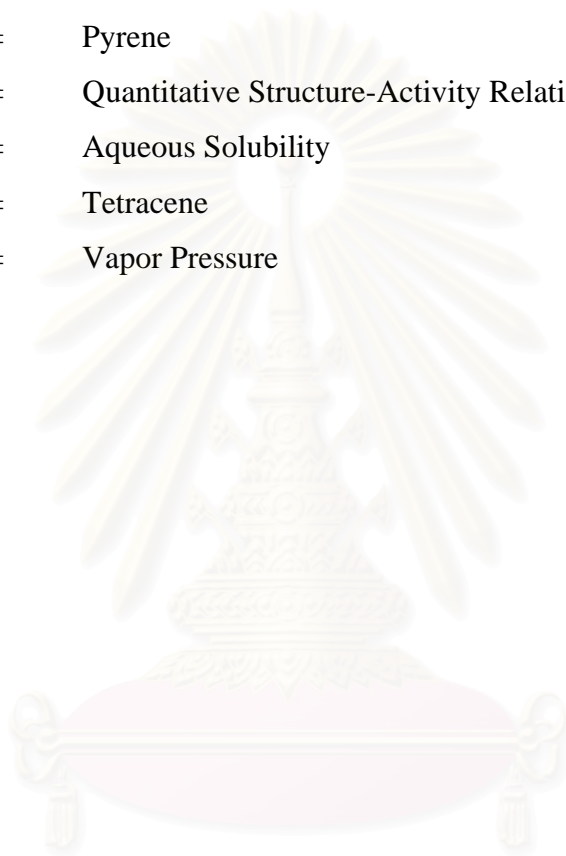 = Pyrene
= Quantitative Structure-Activity Relati
= Aqueous Solubility
= Tetracene
= Vapor Pressure